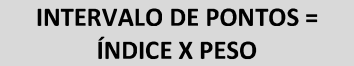 INTERVALO DE PONTOS =
ÍNDICE X PESO